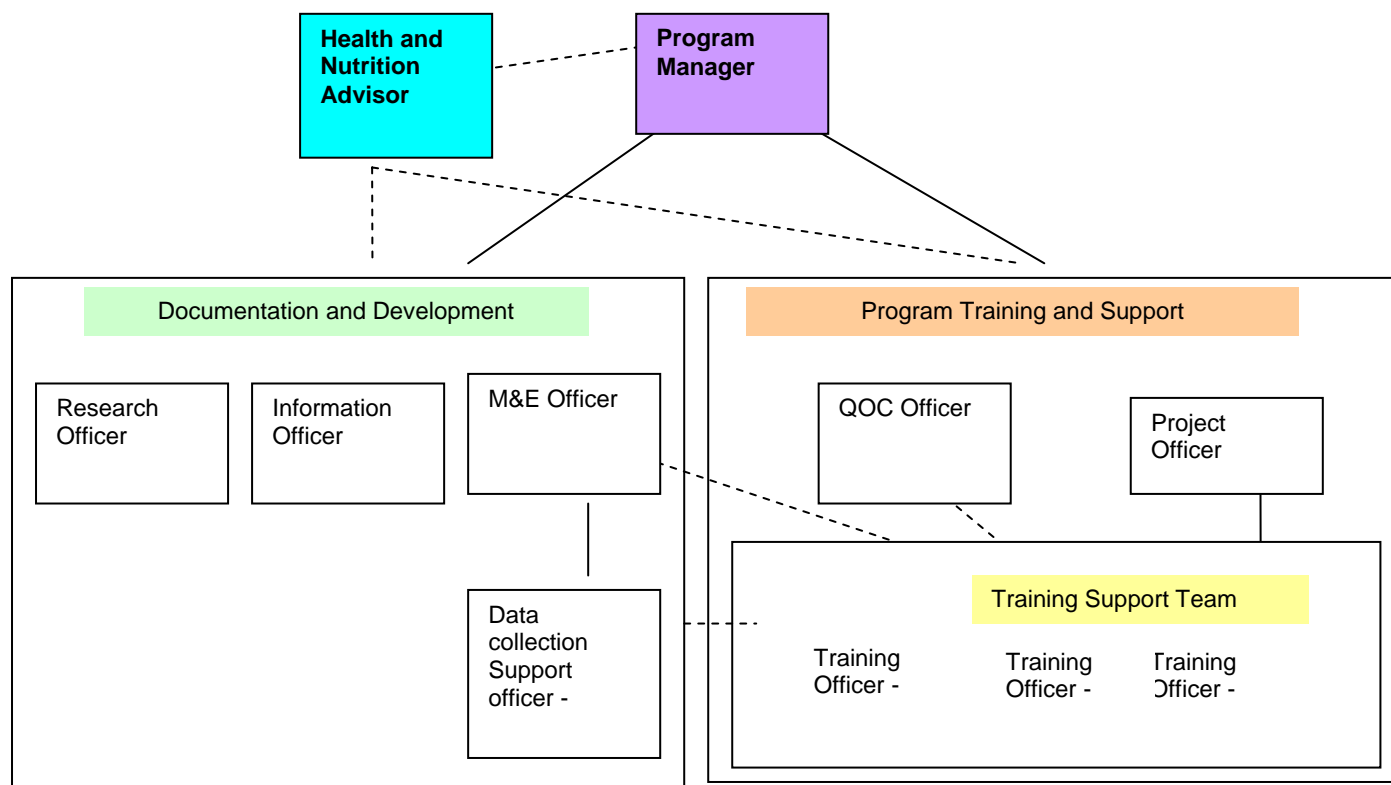 Health and
Nutrition
Advisor
Program
Manager
Documentation and Development
Program Training and Support
Research
Officer
Information
Officer
M&E Officer
QOC Officer
Project
Officer
Training Support Team
Data
collection
Support
officer -
Training
Officer -
Training
Officer -
Training
Officer -